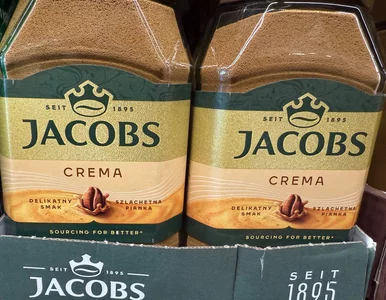 SEIT 1895
JACOBS
CREMA
DELIKATNY SZLACHETNA
SMAK PIANKA
SOURCING FOR BETTER*
SEIT 1895
JACOBS
CREMA
DELIKATNY SZLACHETNA
SMAK PIANKA
SOURCING FOR BETTER*
SEIT 1895
JACOBS
SEIT
1895